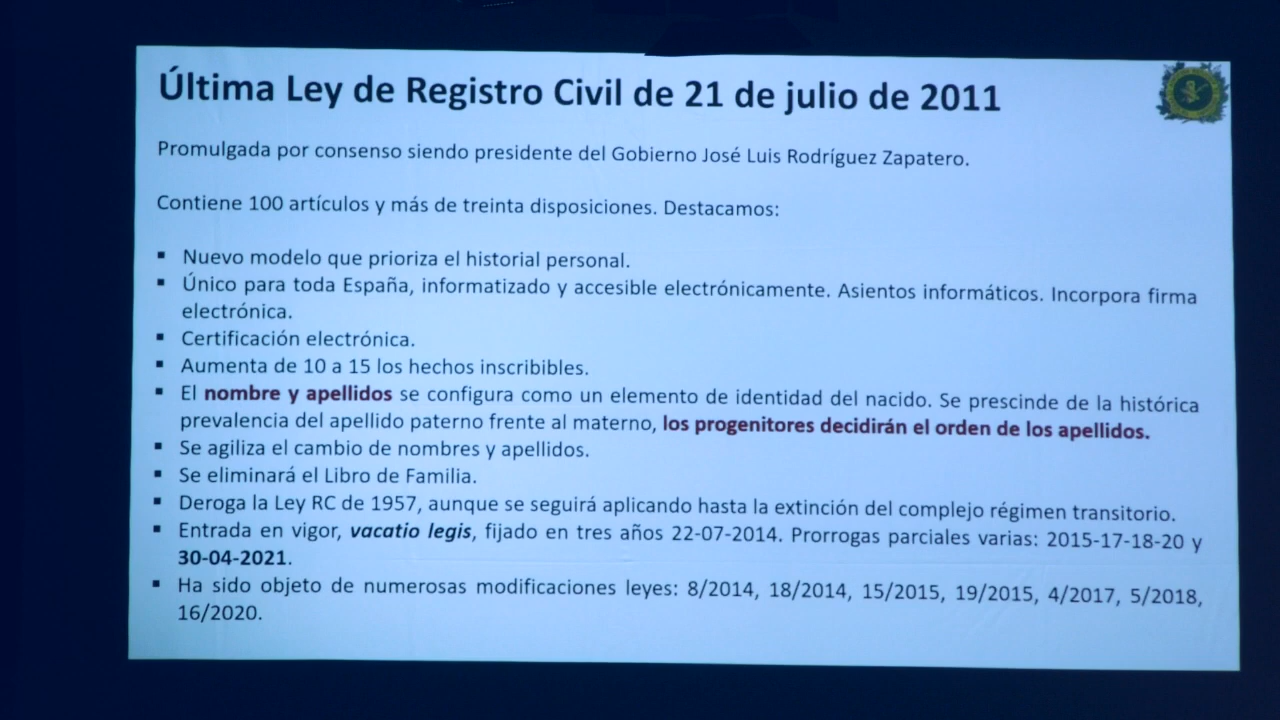 Última Ley de Registro Civil de 21 de julio de 2011
Promulgada por consenso siendo presidente del Gobierno José Luis Rodríguez Zapatero.
Contiene 100 artículos y más de treinta disposiciones. Destacamos:
▪ Nuevo modelo que prioriza el historial personal.
▪ Único para toda España, informatizado y accesible electrónicamente. Asientos informáticos. Incorpora firma
electrónica.
▪ Certificación electrónica.
▪ Aumenta de 10 a 15 los hechos inscribibles.
▪ El nombre y apellidos se configura como un elemento de identidad del nacido. Se prescinde de la histórica
prevalencia del apellido paterno frente al materno, los progenitores decidirán el orden de los apellidos.
▪ Se agiliza el cambio de nombres y apellidos.
▪ Se eliminará el Libro de Familia.
▪ Deroga la Ley RC de 1957, aunque se seguirá aplicando hasta la extinción del complejo régimen transitorio.
▪ Entrada en vigor, vacatio legis, fijado en tres años 22-07-2014. Prorrogas parciales varias: 2015-17-18-20 y
30-04-2021.
▪ Ha sido objeto de numerosas modificaciones leyes: 8/2014, 18/2014, 15/2015, 19/2015, 4/2017, 5/2018,
16/2020.